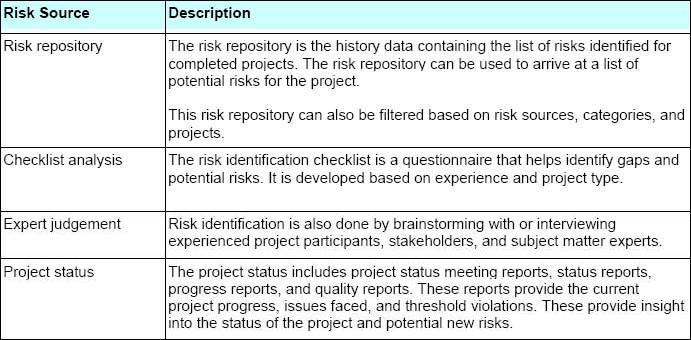 Risk Source Description
Risk repository The risk repository is the history data containing the list of risks identified for
completed projects. The risk repository can be used to arrive at a list of
potential risks for the project.
This risk repository can also be filtered based on risk sources, categories, and
projects.
Checklist analysis The risk identification checklist is a questionnaire that helps identify gaps and
potential risks. It is developed based on experience and project type.
Expert judgement Risk identification is also done by brainstorming with or interviewing
experienced project participants, stakeholders, and subject matter experts.
Project status The project status includes project status meeting reports, status reports,
progress reports, and quality reports. These reports provide the current
project progress, issues faced, and threshold violations. These provide insight
into the status of the project and potential new risks.